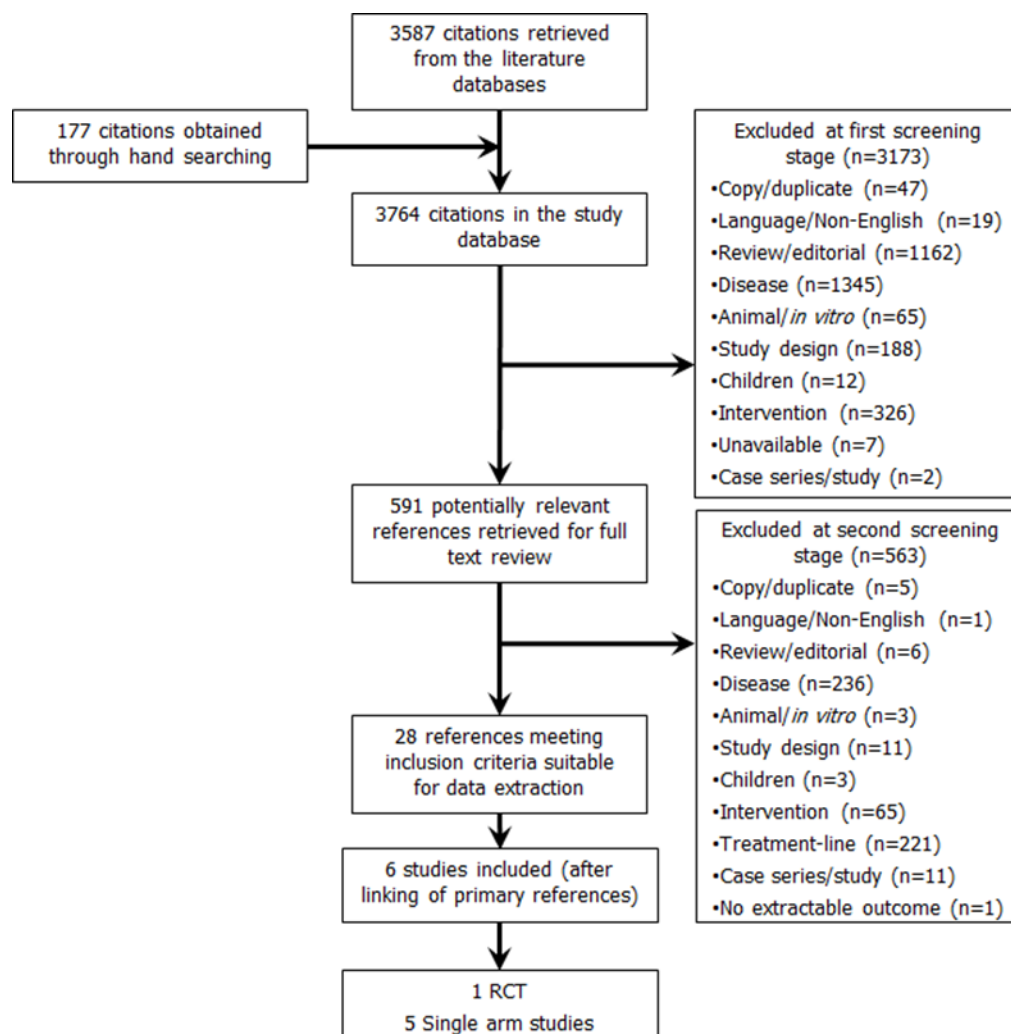 3587 citations retrieved
from the literature
databases
177 citations obtained
through hand searching
3764 citations in the study
database
Excluded at first screening
stage (n=3173)
•Copy/duplicate (n=47)
•Language/Non-English (n=19)
•Review/editorial (n=1162)
•Disease (n=1345)
•Animal/in vitro (n=65)
•Study design (n=188)
•Children (n=12)
•Intervention (n=326)
•Unavailable (n=7)
•Case series/study (n=2)
591 potentially relevant
references retrieved for full
text review
Excluded at second screening
stage (n=563)
•Copy/duplicate (n=5)
•Language/Non-English (n=1)
•Review/editorial (n=6)
•Disease (n=236)
•Animal/in vitro (n=3)
•Study design (n=11)
•Children (n=3)
•Intervention (n=65)
•Treatment-line (n=221)
•Case series/study (n=11)
•No extractable outcome (n=1)
28 references meeting
inclusion criteria suitable
for data extraction
6 studies included (after
linking of primary references)
1 RCT
5 Single arm studies